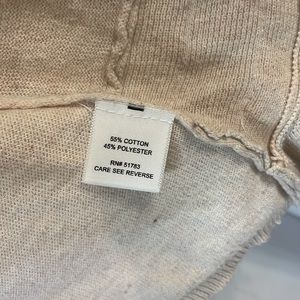 55% COTTON
45% POLYESTER
RN# 51783
CARE SEE REVERSE